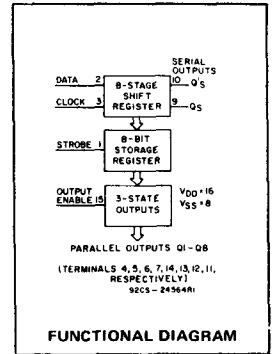 SERIAL
OUTPUTS
DATA 2
8-STAGE
SHIFT
REGISTER
10 Q'S
CLOCK 3
9 QS
STROBE 1
8-BIT
STORAGE
REGISTER
OUTPUT
ENABLE 15
3-STATE
OUTPUTS
VDD = 16
VSS = 8
PARALLEL OUTPUTS Q1-Q8
(TERMINALS 4, 5, 6, 7, 14, 13, 12, 11,
RESPECTIVELY)
92CS-24564R1
FUNCTIONAL DIAGRAM